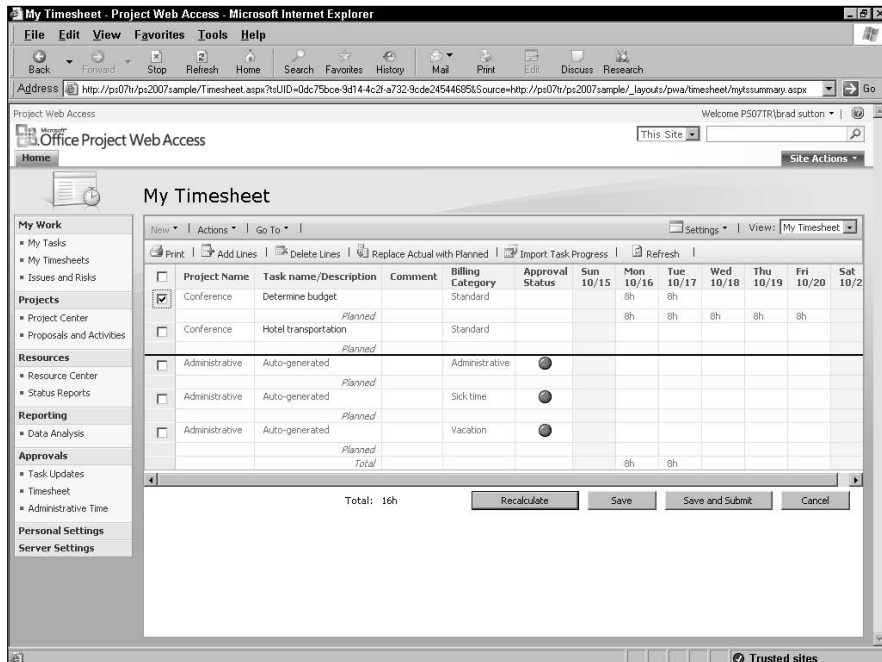 My Timesheet - Project Web Access - Microsoft Internet Explorer
File Edit View Favorites Tools Help
Back Forward Stop Refresh Home Search Favorites History Mail Print Edit Discuss Research
Address http://ps07tr/ps2007sample/Timesheet.aspx?tsUID=0dc75bce-9d14-4c2f-a732-9cde24544685&Source=http://ps07tr/ps2007sample/_layouts/pwa/timesheet/mytssummary.aspx Go
Project Web Access Welcome PS07TR\brad sutton
Microsoft
Office Project Web Access This Site
Home Site Actions
My Timesheet
My Work
My Tasks
My Timesheets
Issues and Risks
Projects
Project Center
Proposals and Activities
Resources
Resource Center
Status Reports
Reporting
Data Analysis
Approvals
Task Updates
Timesheet
Administrative Time
Personal Settings
Server Settings
New Actions Go To Settings View: My Timesheet
Print Add Lines Delete Lines Replace Actual with Planned Import Task Progress Refresh
Project Name Task name/Description Comment Billing Category Approval Status Sun 10/15 Mon 10/16 Tue 10/17 Wed 10/18 Thu 10/19 Fri 10/20 Sat 10/2
Conference Determine budget Standard 8h 8h
Planned 8h 8h 8h 8h 8h
Conference Hotel transportation Standard
Planned
Administrative Auto-generated Administrative
Planned
Administrative Auto-generated Sick time
Planned
Administrative Auto-generated Vacation
Planned
Total 8h 8h
Total: 16h Recalculate Save Save and Submit Cancel
Trusted sites